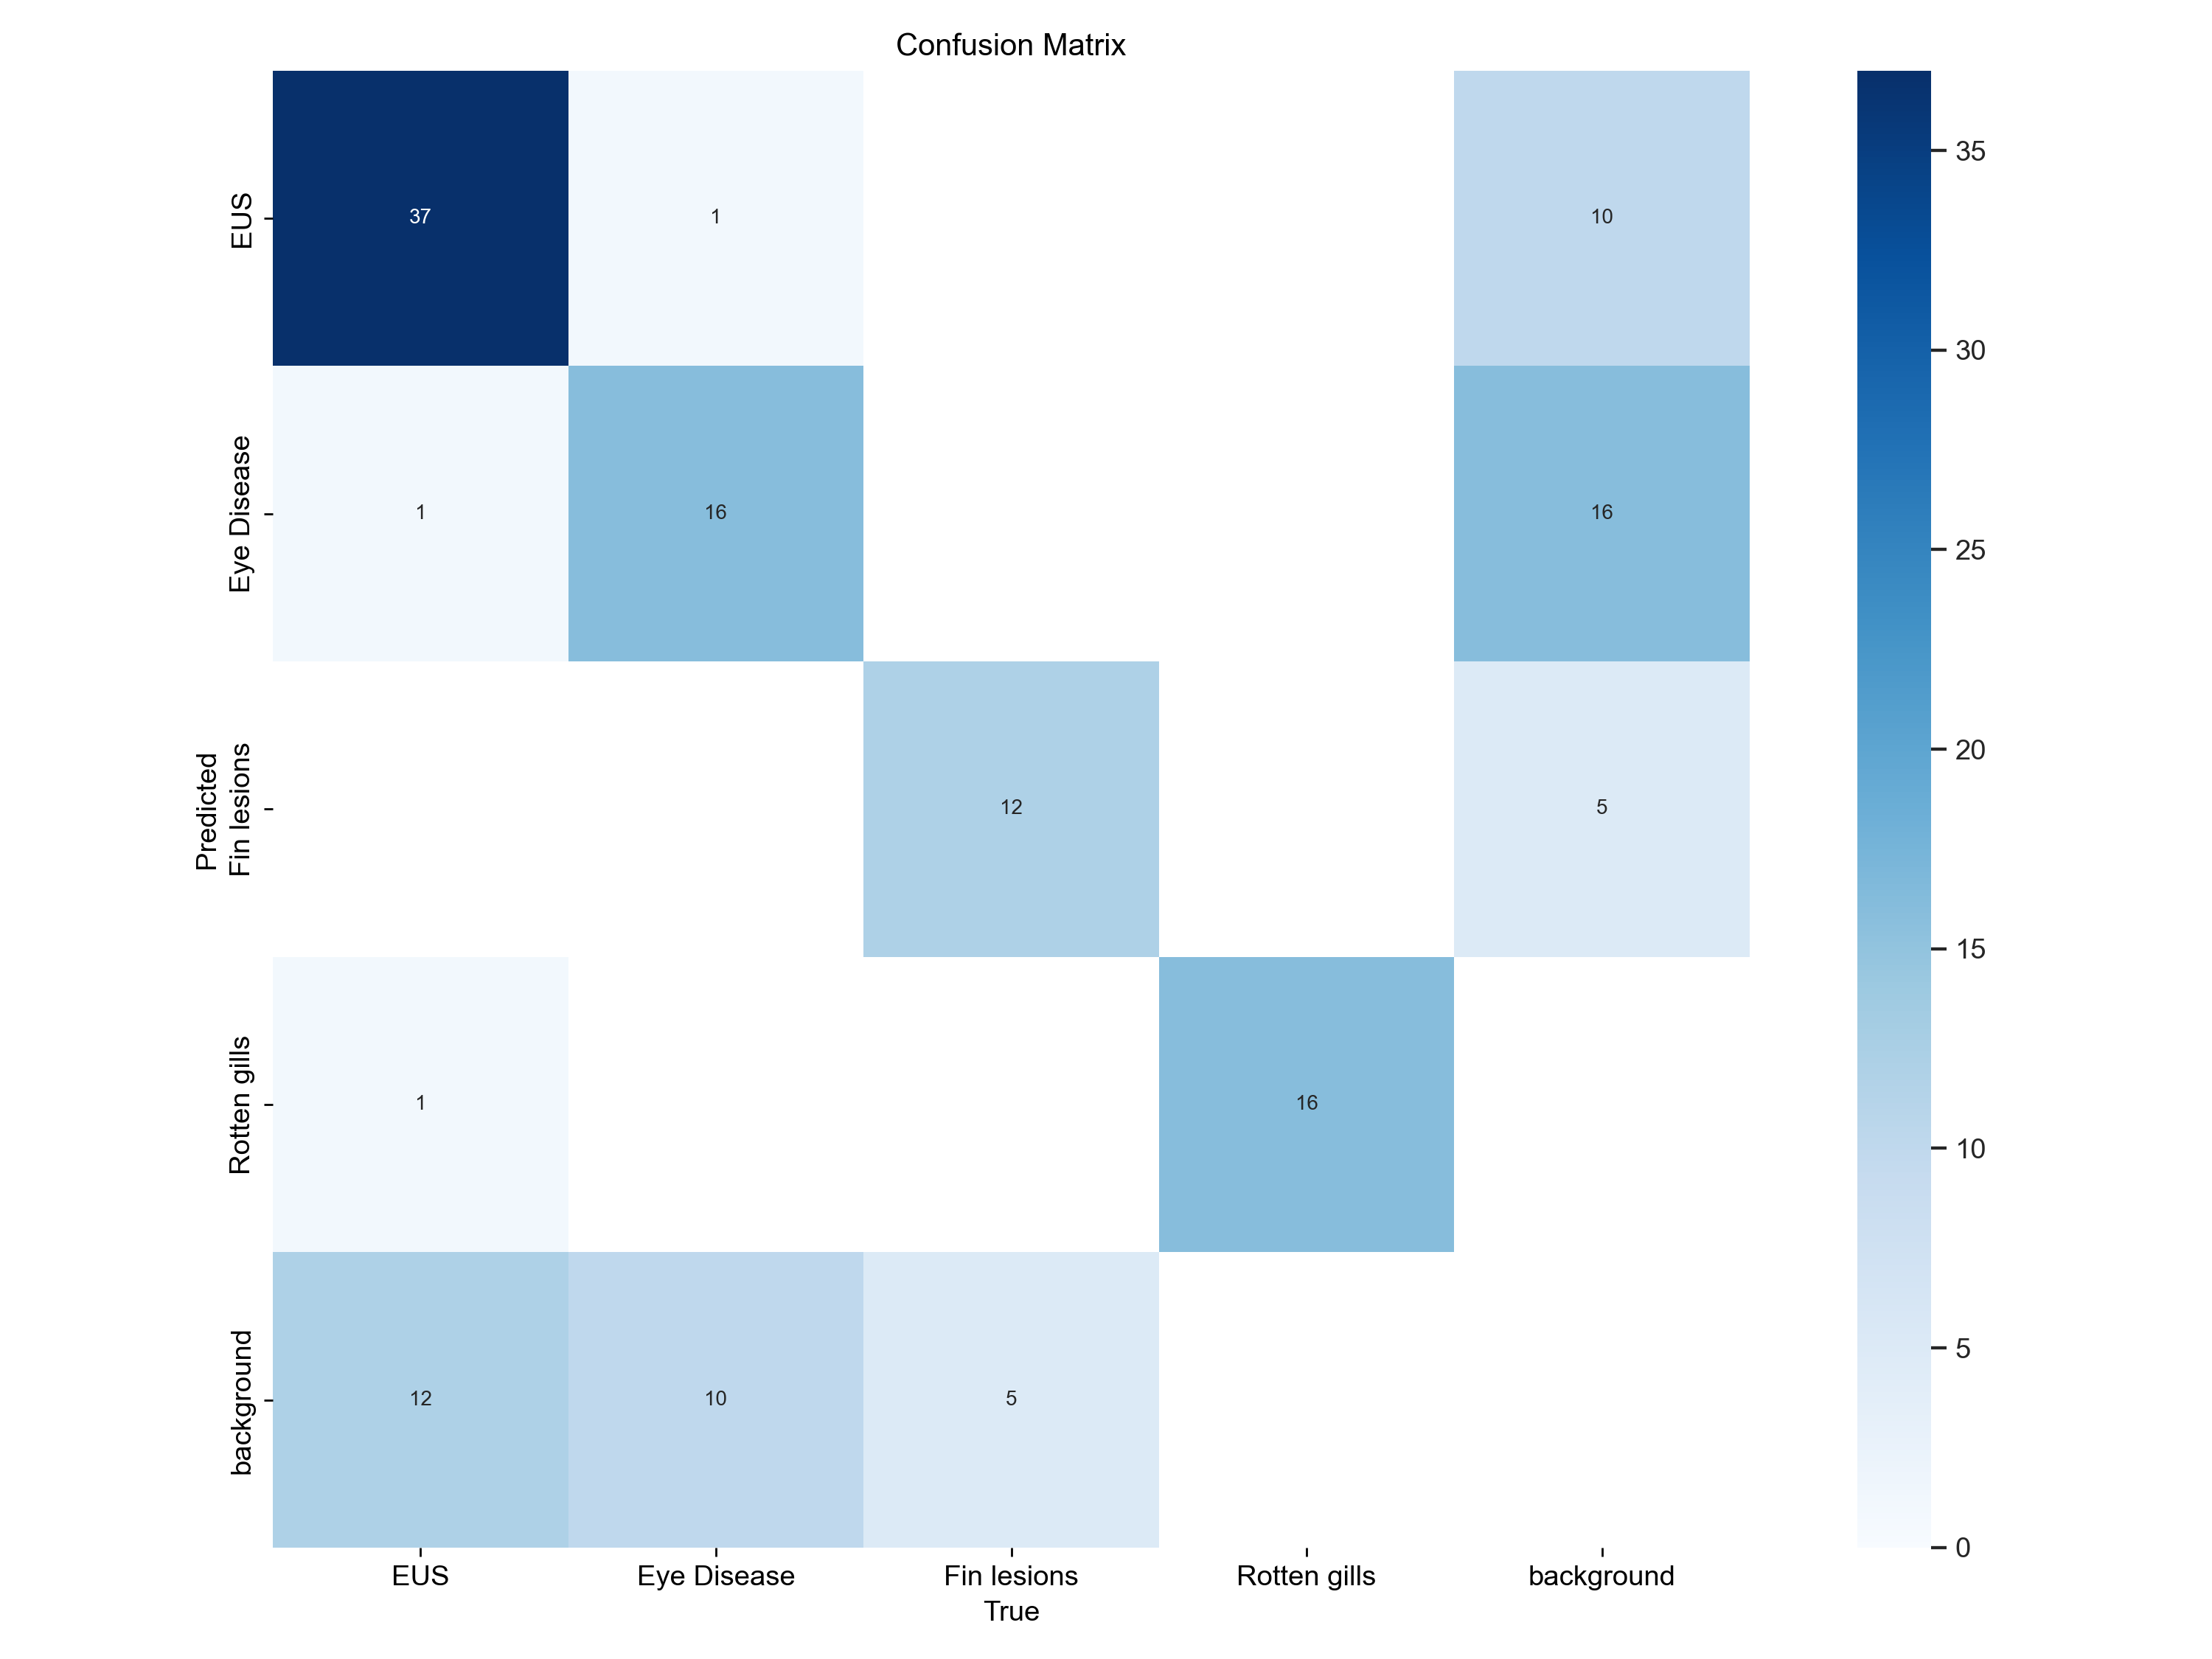 Confusion Matrix
EUS
37
1
10
Eye Disease
1
16
16
Predicted
Fin lesions
12
5
Rotten gills
1
16
background
12
10
5
EUS
Eye Disease
Fin lesions
Rotten gills
background
True
35
30
25
20
15
10
5
0